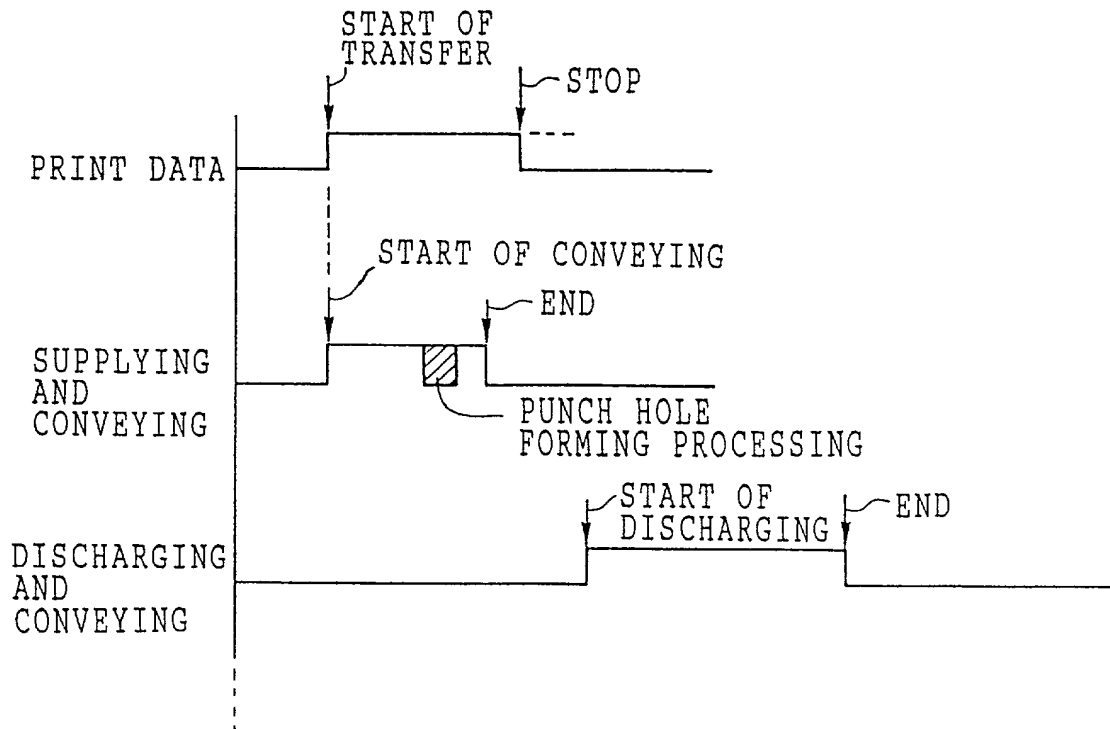 START OF
TRANSFER
STOP
PRINT DATA
START OF CONVEYING
END
SUPPLYING
AND
CONVEYING
PUNCH HOLE
FORMING PROCESSING
START OF
DISCHARGING
END
DISCHARGING
AND
CONVEYING